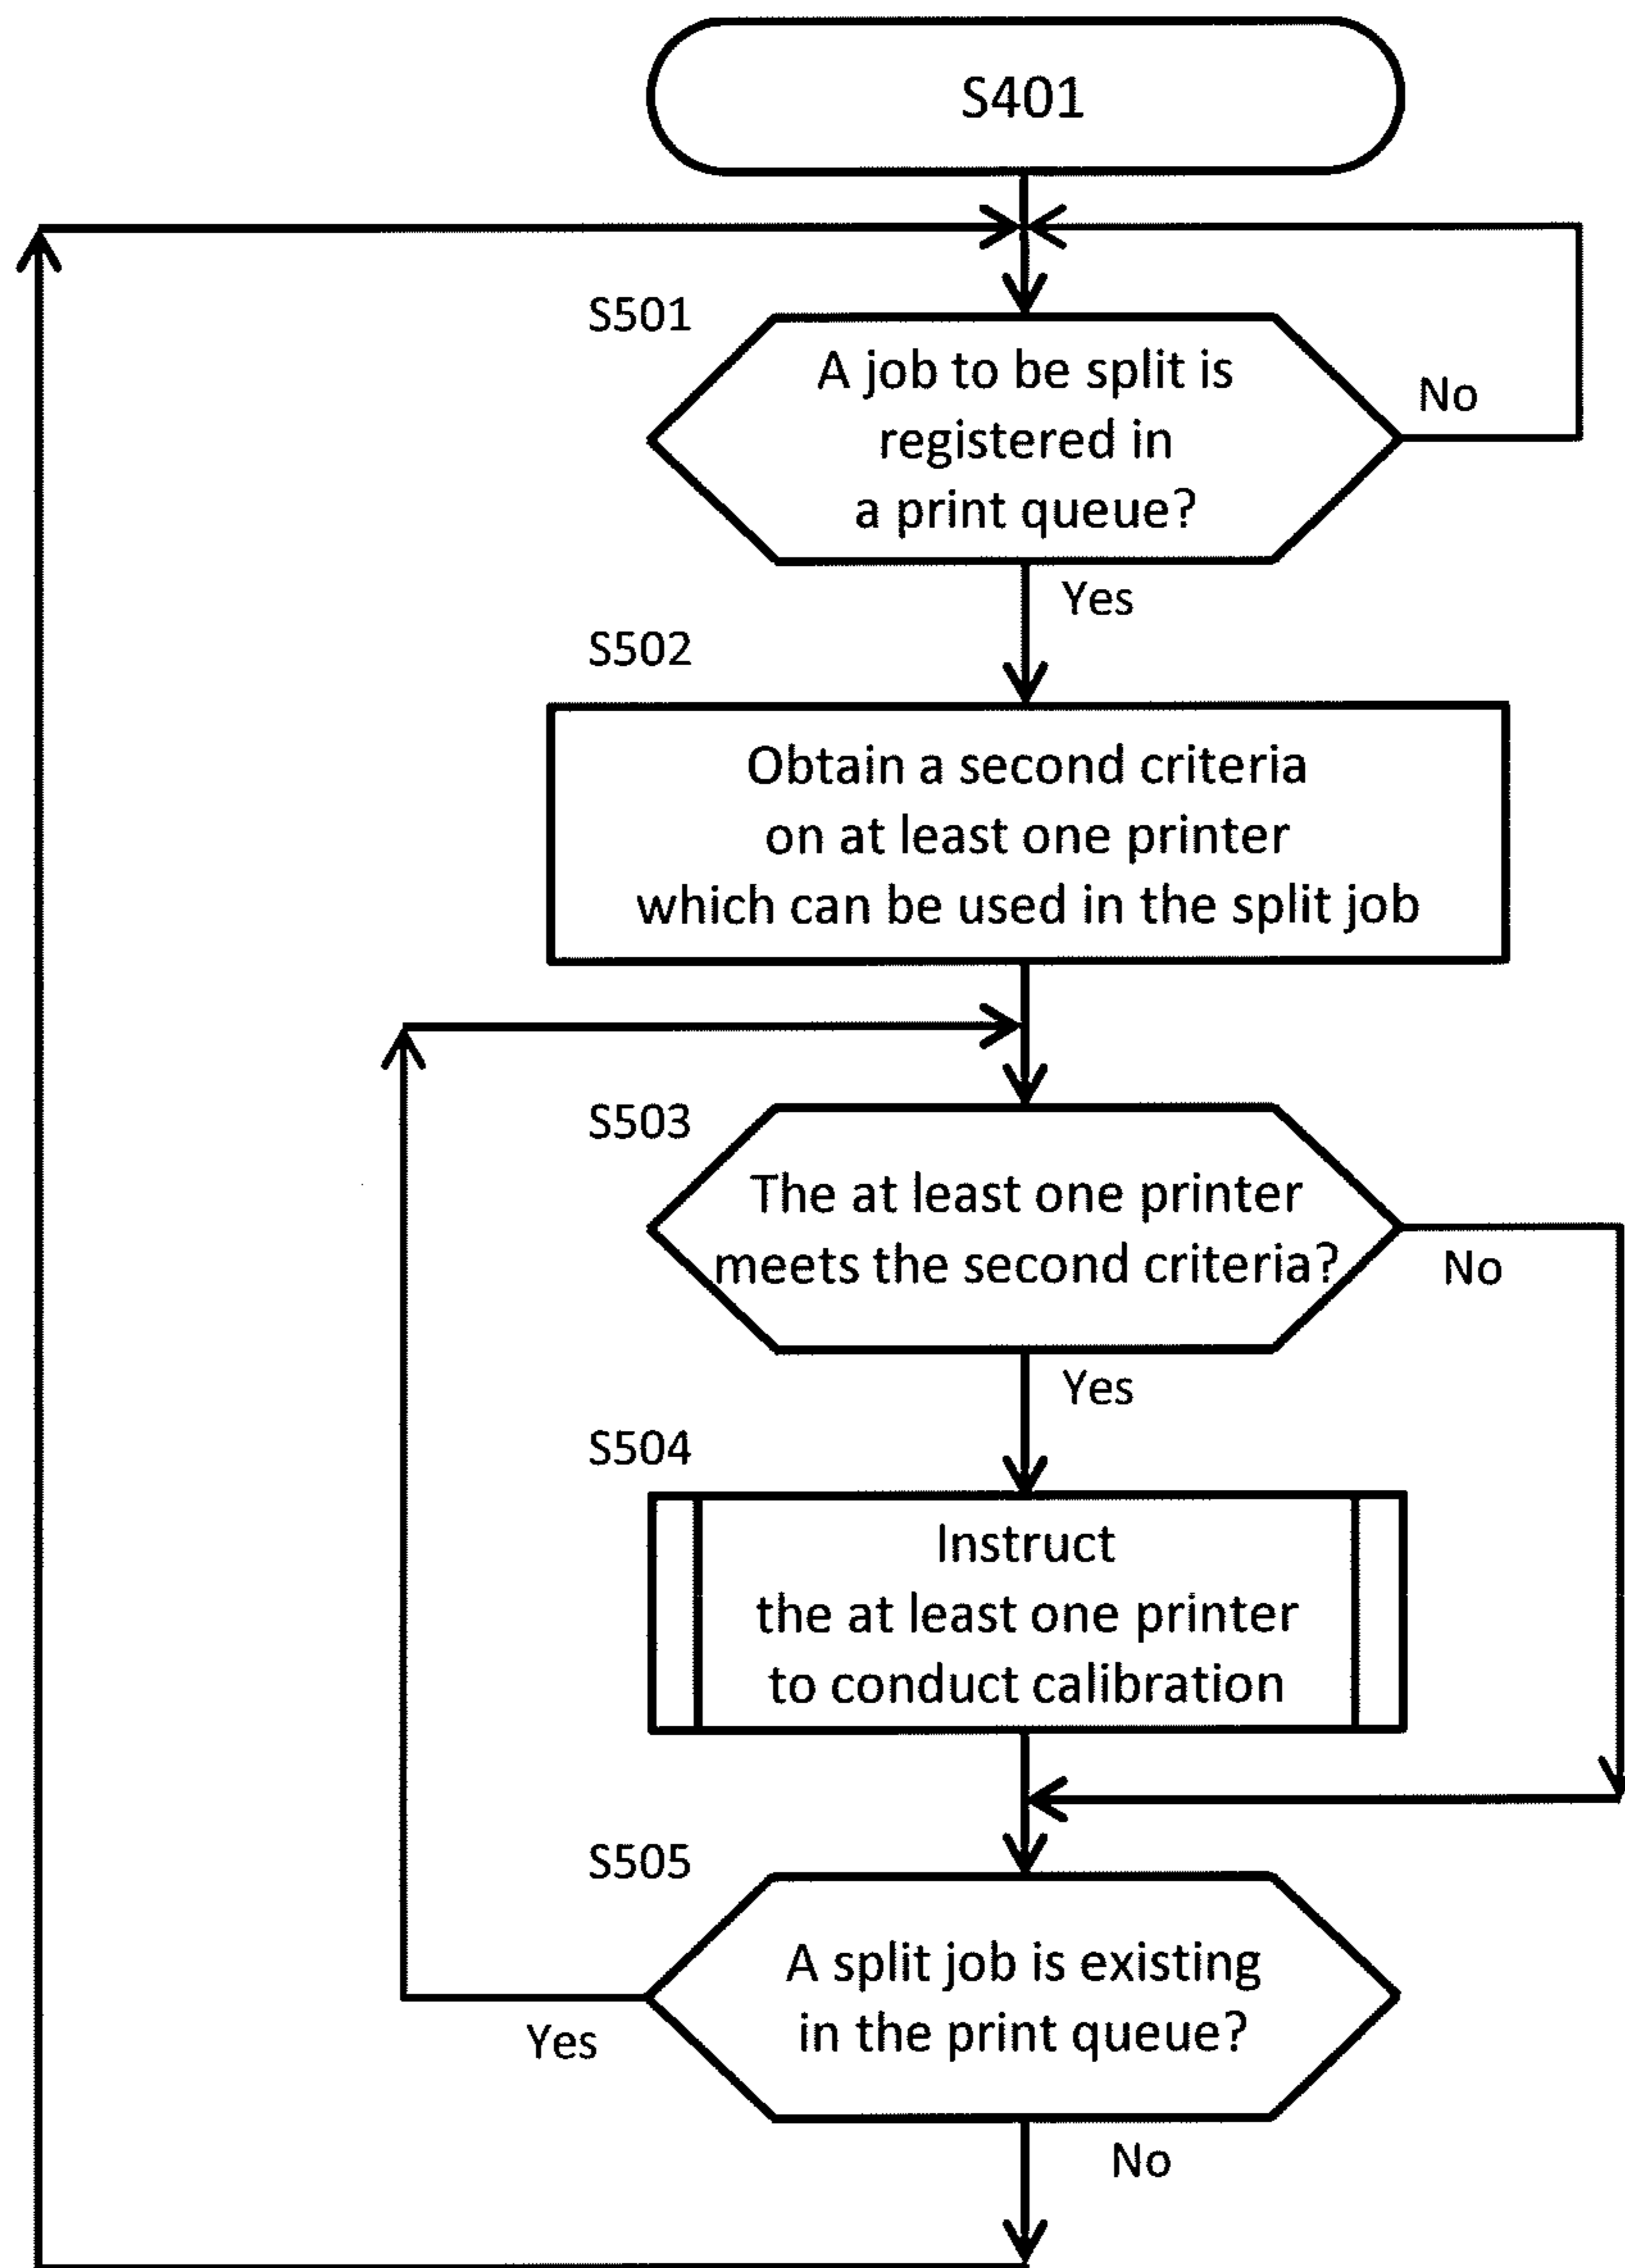 S401
S501
A job to be split is
registered in
a print queue?
No
Yes
S502
Obtain a second criteria
on at least one printer
which can be used in the split job
S503
The at least one printer
meets the second criteria?
No
Yes
S504
Instruct
the at least one printer
to conduct calibration
S505
A split job is existing
in the print queue?
Yes
No